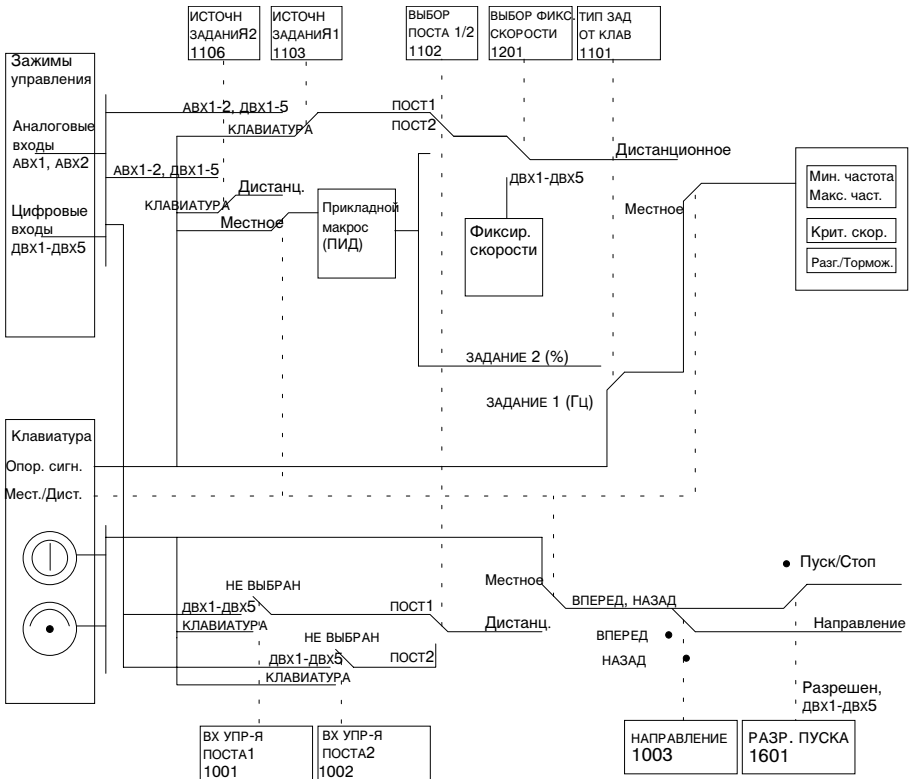 ИСТОЧН
ЗАДАНИЯ2
1106
ИСТОЧН
ЗАДАНИЯ1
1103
ВЫБОР
ПОСТА 1/2
1102
ВЫБОР ФИКС.
СКОРОСТИ
1201
ТИП ЗАД
ОТ КЛАВ
1101
Зажимы
управления
Аналоговые
входы
АВХ1, АВХ2
Цифровые
входы
ДВХ1-ДВХ5
АВХ1-2, ДВХ1-5
КЛАВИАТУРА
ПОСТ1
ПОСТ2
Дистанционное
АВХ1-2, ДВХ1-5
Дистанц.
КЛАВИАТУРА
Местное
Прикладной
макрос
(ПИД)
ДВХ1-ДВХ5
Фиксир.
скорости
Местное
Мин. частота
Макс. част.
Крит. скор.
Разг./Тормож.
ЗАДАНИЕ 2 (%)
ЗАДАНИЕ 1 (Гц)
Клавиатура
Опор. сигн.
Мест./Дист.
НЕ ВЫБРАН
ДВХ1-ДВХ5
КЛАВИАТУРА
ПОСТ1
НЕ ВЫБРАН
ДВХ1-ДВХ5
КЛАВИАТУРА
ПОСТ2
Местное
Дистанц.
ВПЕРЕД, НАЗАД
Пуск/Стоп
Направление
ВПЕРЕД
НАЗАД
Разрешен,
ДВХ1-ДВХ5
ВХ УПР-Я
ПОСТА1
1001
ВХ УПР-Я
ПОСТА2
1002
НАПРАВЛЕНИЕ
1003
РАЗР. ПУСКА
1601